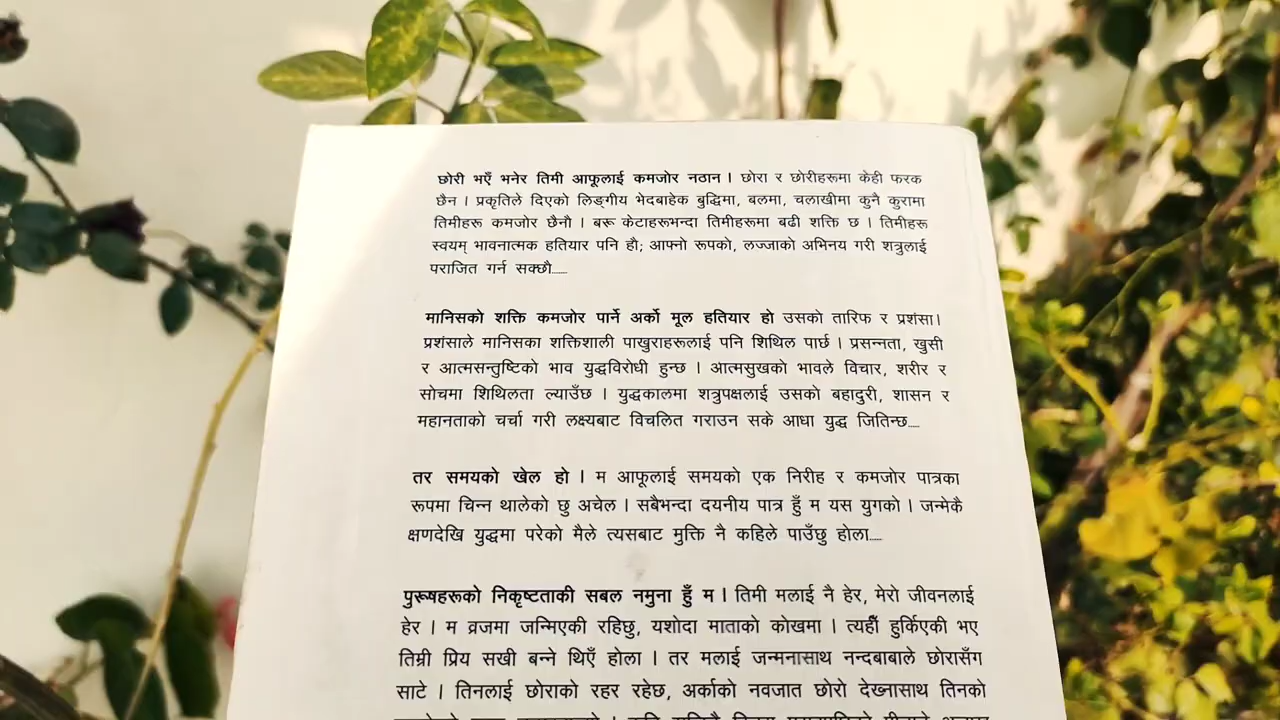 छोरी भएँ भनेर तिमी आफूलाई कमजोर नठान । छोरा र छोरीहरूमा केही फरक
छैन । प्रकृतिले दिएको लिङ्गीय भेदबाहेक बुद्धिमा, बलमा, चलाखीमा कुनै कुरामा
तिमीहरू कमजोर छैनौ । बरू केटाहरूभन्दा तिमीहरूमा बढी शक्ति छ । तिमीहरू
स्वयम् भावनात्मक हतियार पनि हौ; आफ्नो रूपको, लज्जाको अभिनय गरी शत्रुलाई
पराजित गर्न सक्छौ.....
मानिसको शक्ति कमजोर पार्ने अर्को मूल हतियार हो उसको तारिफ र प्रशंसा।
प्रशंसाले मानिसका शक्तिशाली पाखुराहरूलाई पनि शिथिल पार्छ । प्रसन्नता, खुसी
र आत्मसन्तुष्टिको भाव युद्धविरोधी हुन्छ । आत्मसुखको भावले विचार, शरीर र
सोचमा शिथिलता ल्याउँछ । युद्धकालमा शत्रुपक्षलाई उसको बहादुरी, शासन र
महानताको चर्चा गरी लक्ष्यबाट विचलित गराउन सके आधा युद्ध जितिन्छ.....
तर समयको खेल हो । म आफूलाई समयको एक निरीह र कमजोर पात्रका
रूपमा चिन्न थालेको छु अचेल । सबैभन्दा दयनीय पात्र हुँ म यस युगको । जन्मेकै
क्षणदेखि युद्धमा परेको मैले त्यसबाट मुक्ति नै कहिले पाउँछु होला.....
पुरूषहरूको निकृष्टताकी सबल नमुना हुँ म । तिमी मलाई नै हेर, मेरो जीवनलाई
हेर । म व्रजमा जन्मिएकी रहिछु, यशोदा माताको कोखमा । त्यहीँ हुर्किएकी भए
तिम्री प्रिय सखी बन्ने थिएँ होला । तर मलाई जन्मनासाथ नन्दबाबाले छोरासँग
साटे । तिनलाई छोराको रहर रहेछ, अर्काको नवजात छोरो देख्नासाथ तिनको